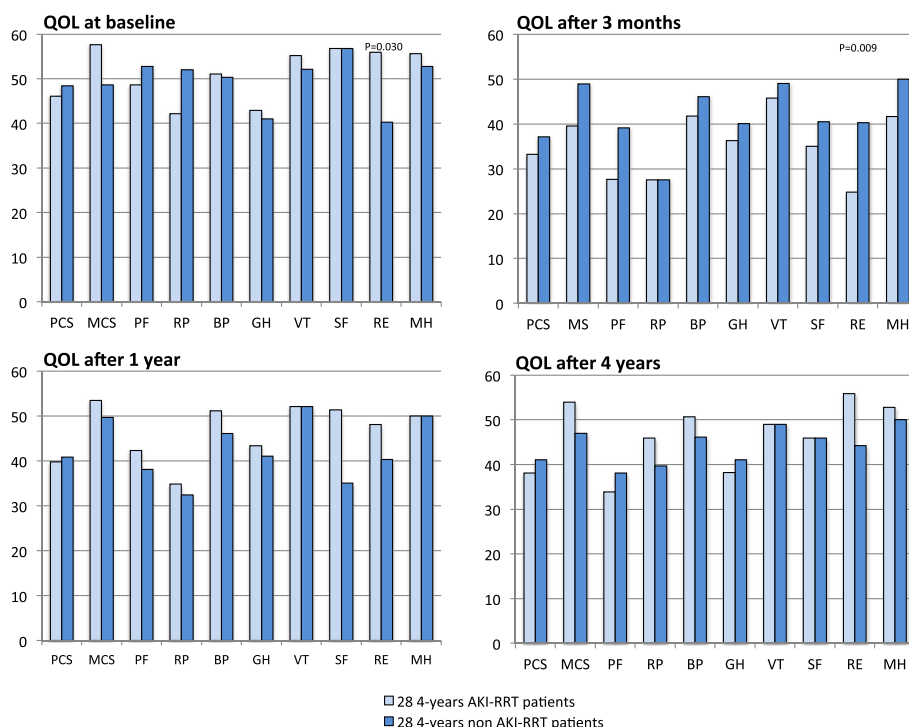 QOL at baseline
60
50
40
30
20
10
0
P=0.030
PCS MCS PF RP BP GH VT SF RE MH
QOL after 3 months
60
50
40
30
20
10
0
P=0.009
PCS MS PF RP BP GH VT SF RE MH
QOL after 1 year
60
50
40
30
20
10
0
PCS MCS PF RP BP GH VT SF RE MH
QOL after 4 years
60
50
40
30
20
10
0
PCS MCS PF RP BP GH VT SF RE MH
28 4-years AKI-RRT patients
28 4-years non AKI-RRT patients